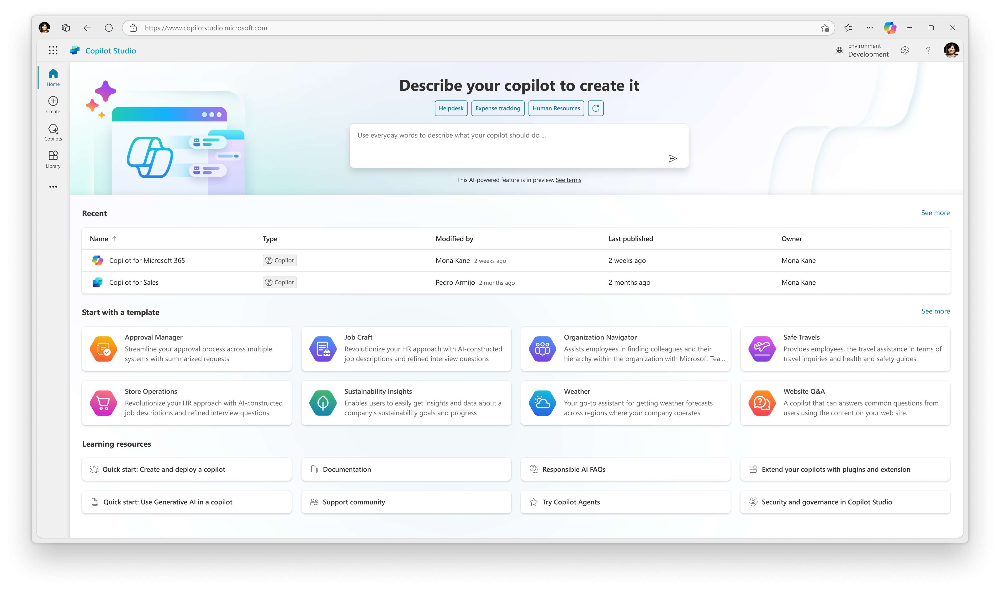 https://www.copilotstudio.microsoft.com
Copilot Studio
Environment
Development
Home
Create
Copilots
Library
Describe your copilot to create it
Helpdesk
Expense tracking
Human Resources
Use everyday words to describe what your copilot should do ...
This AI-powered feature is in preview. See terms
Recent
See more
Name
Type
Modified by
Last published
Owner
Copilot for Microsoft 365
Copilot
Mona Kane 2 weeks ago
2 weeks ago
Mona Kane
Copilot for Sales
Copilot
Pedro Armijo 2 months ago
2 months ago
Mona Kane
Start with a template
See more
Approval Manager
Streamline your approval process across multiple
systems with summarized requests
Job Craft
Revolutionize your HR approach with AI-constructed
job descriptions and refined interview questions
Organization Navigator
Assists employees in finding colleagues and their
hierarchy within the organization with Microsoft Tea...
Safe Travels
Provides employees, the travel assistance in terms of
travel inquiries and health and safety guides.
Store Operations
Revolutionize your HR approach with AI-constructed
job descriptions and refined interview questions
Sustainability Insights
Enables users to easily get insights and data about a
company's sustainability goals and progress
Weather
Your go-to assistant for getting weather forecasts
across regions where your company operates
Website Q&A
A copilot that can answers common questions from
users using the content on your web site.
Learning resources
Quick start: Create and deploy a copilot
Documentation
Responsible AI FAQs
Extend your copilots with plugins and extension
Quick start: Use Generative AI in a copilot
Support community
Try Copilot Agents
Security and governance in Copilot Studio